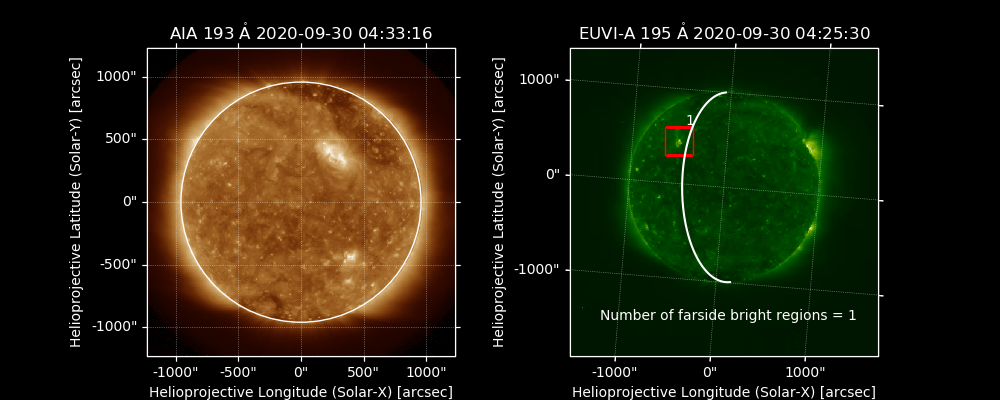 AIA 193 Å 2020-09-30 04:33:16
1000"
500"
0"
-500"
-1000"
-1000" -500" 0" 500" 1000"
Helioprojective Longitude (Solar-X) [arcsec]
Helioprojective Latitude (Solar-Y) [arcsec]
EUVI-A 195 Å 2020-09-30 04:25:30
1000"
0"
-1000"
1
Number of farside bright regions = 1
-1000" 0" 1000"
Helioprojective Longitude (Solar-X) [arcsec]
Helioprojective Latitude (Solar-Y) [arcsec]